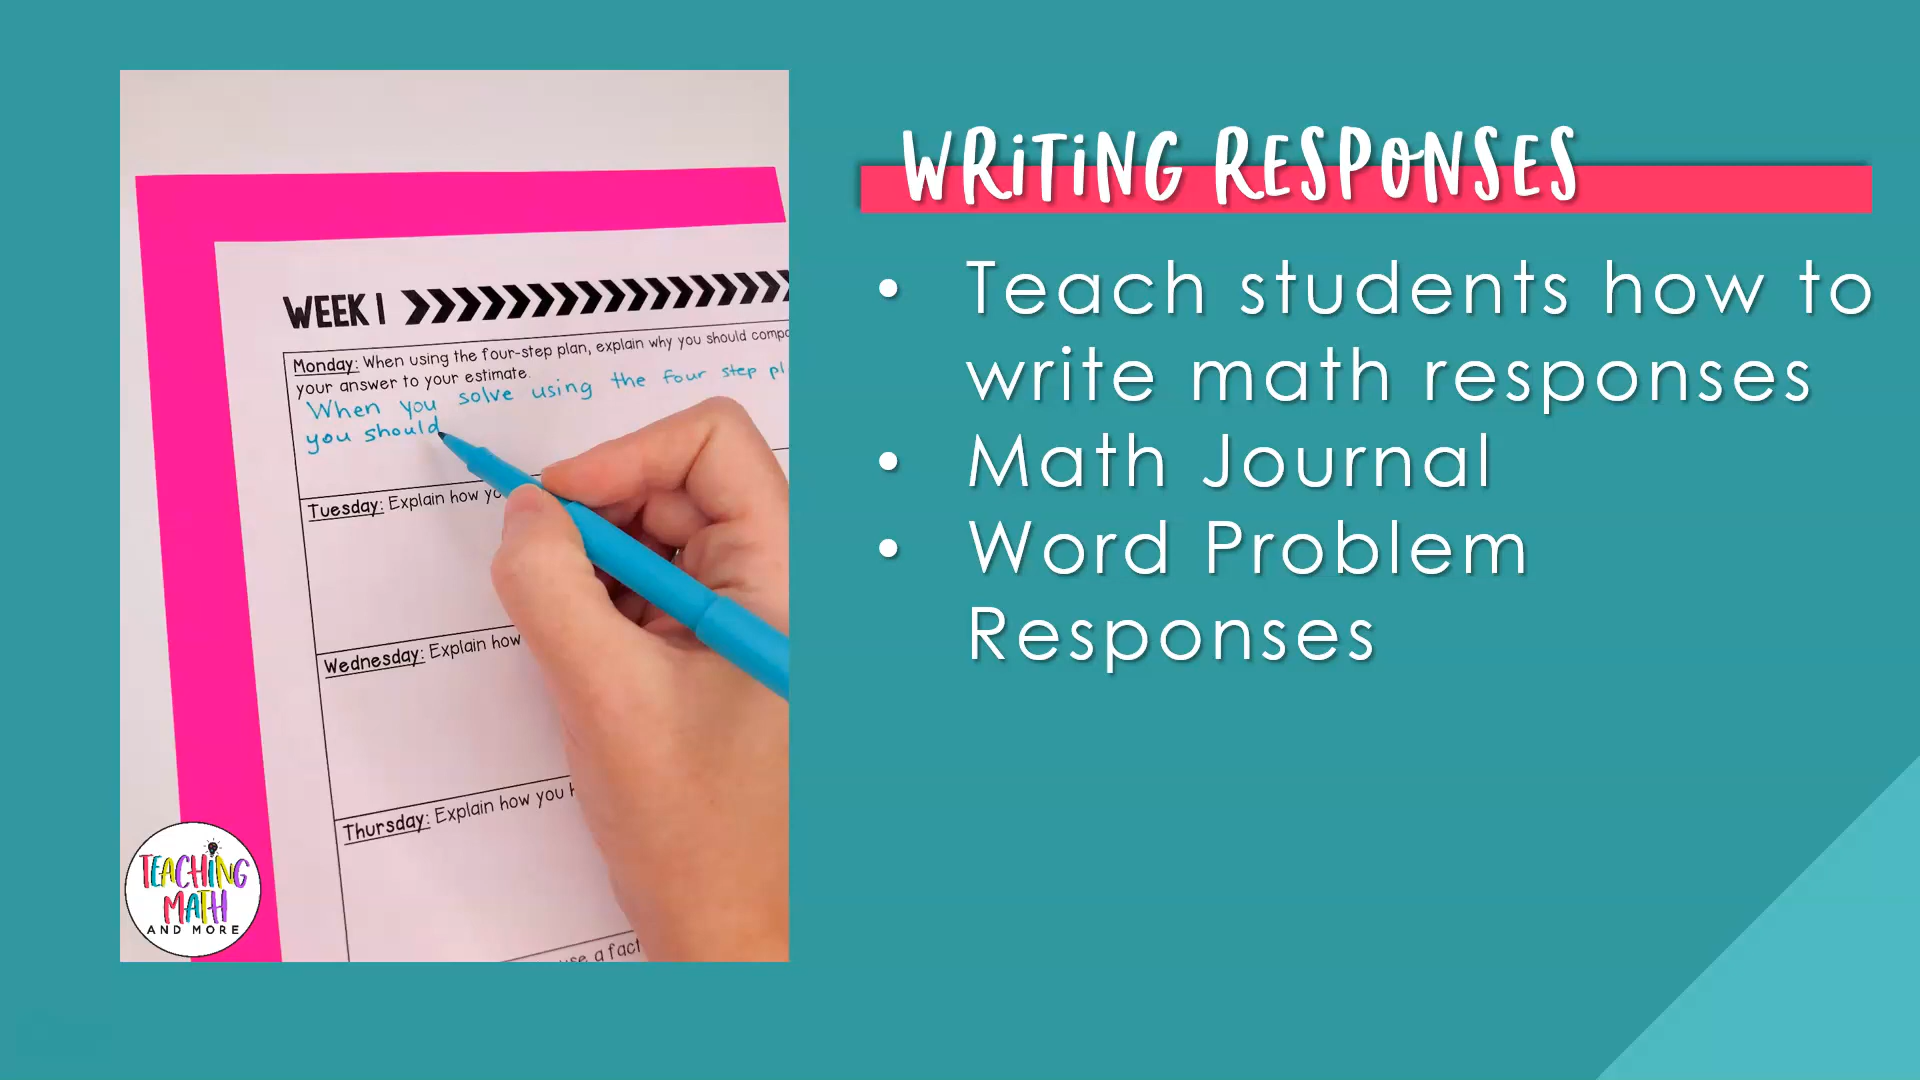 WRITING RESPONSES
• Teach students how to
write math responses
• Math Journal
• Word Problem
Responses
WEEK 1
Monday: When using the four-step plan, explain why you should
your answer to your estimate.
When you solve using the four step
you should
Tuesday: Explain how
Wednesday: Explain how
Thursday: Explain how you
use a fact
TEACHING
MATH
AND MORE